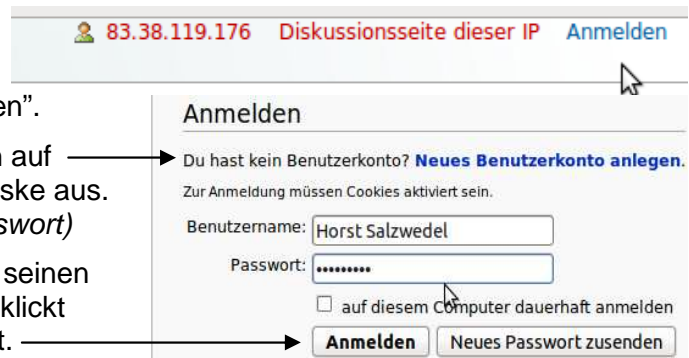 83.38.119.176 Diskussionsseite dieser IP Anmelden
en”.
auf
ske aus.
swort)
seinen
klickt
t.
Anmelden
Du hast kein Benutzerkonto? Neues Benutzerkonto anlegen.
Zur Anmeldung müssen Cookies aktiviert sein.
Benutzername: Horst Salzwedel
Passwort: •••••••••
auf diesem Computer dauerhaft anmelden
Anmelden Neues Passwort zusenden